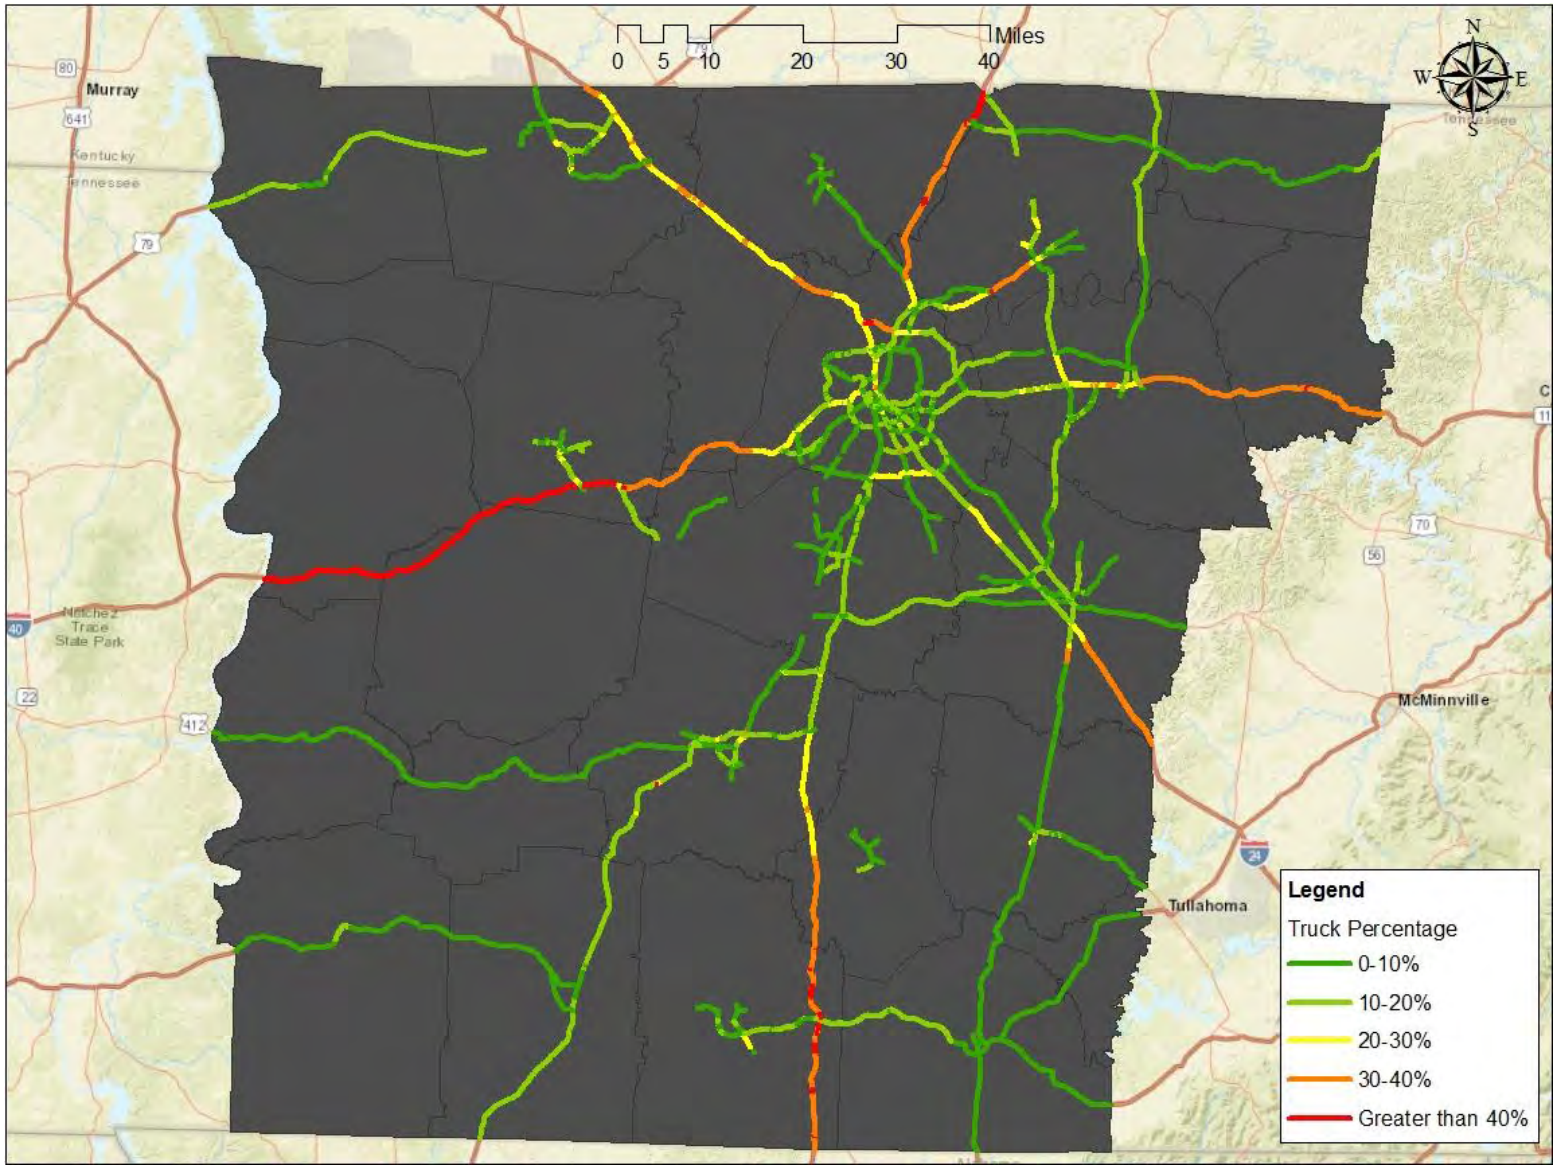 Miles
0 5 10 20 30 40
79
N
W E
S
80
Murray
641
Kentucky
Tennessee
Tennessee
79
C
11
70
56
40
Natchez
Trace
State Park
22
412
McMinnville
24
Tullahoma
Legend
Truck Percentage
0-10%
10-20%
20-30%
30-40%
Greater than 40%